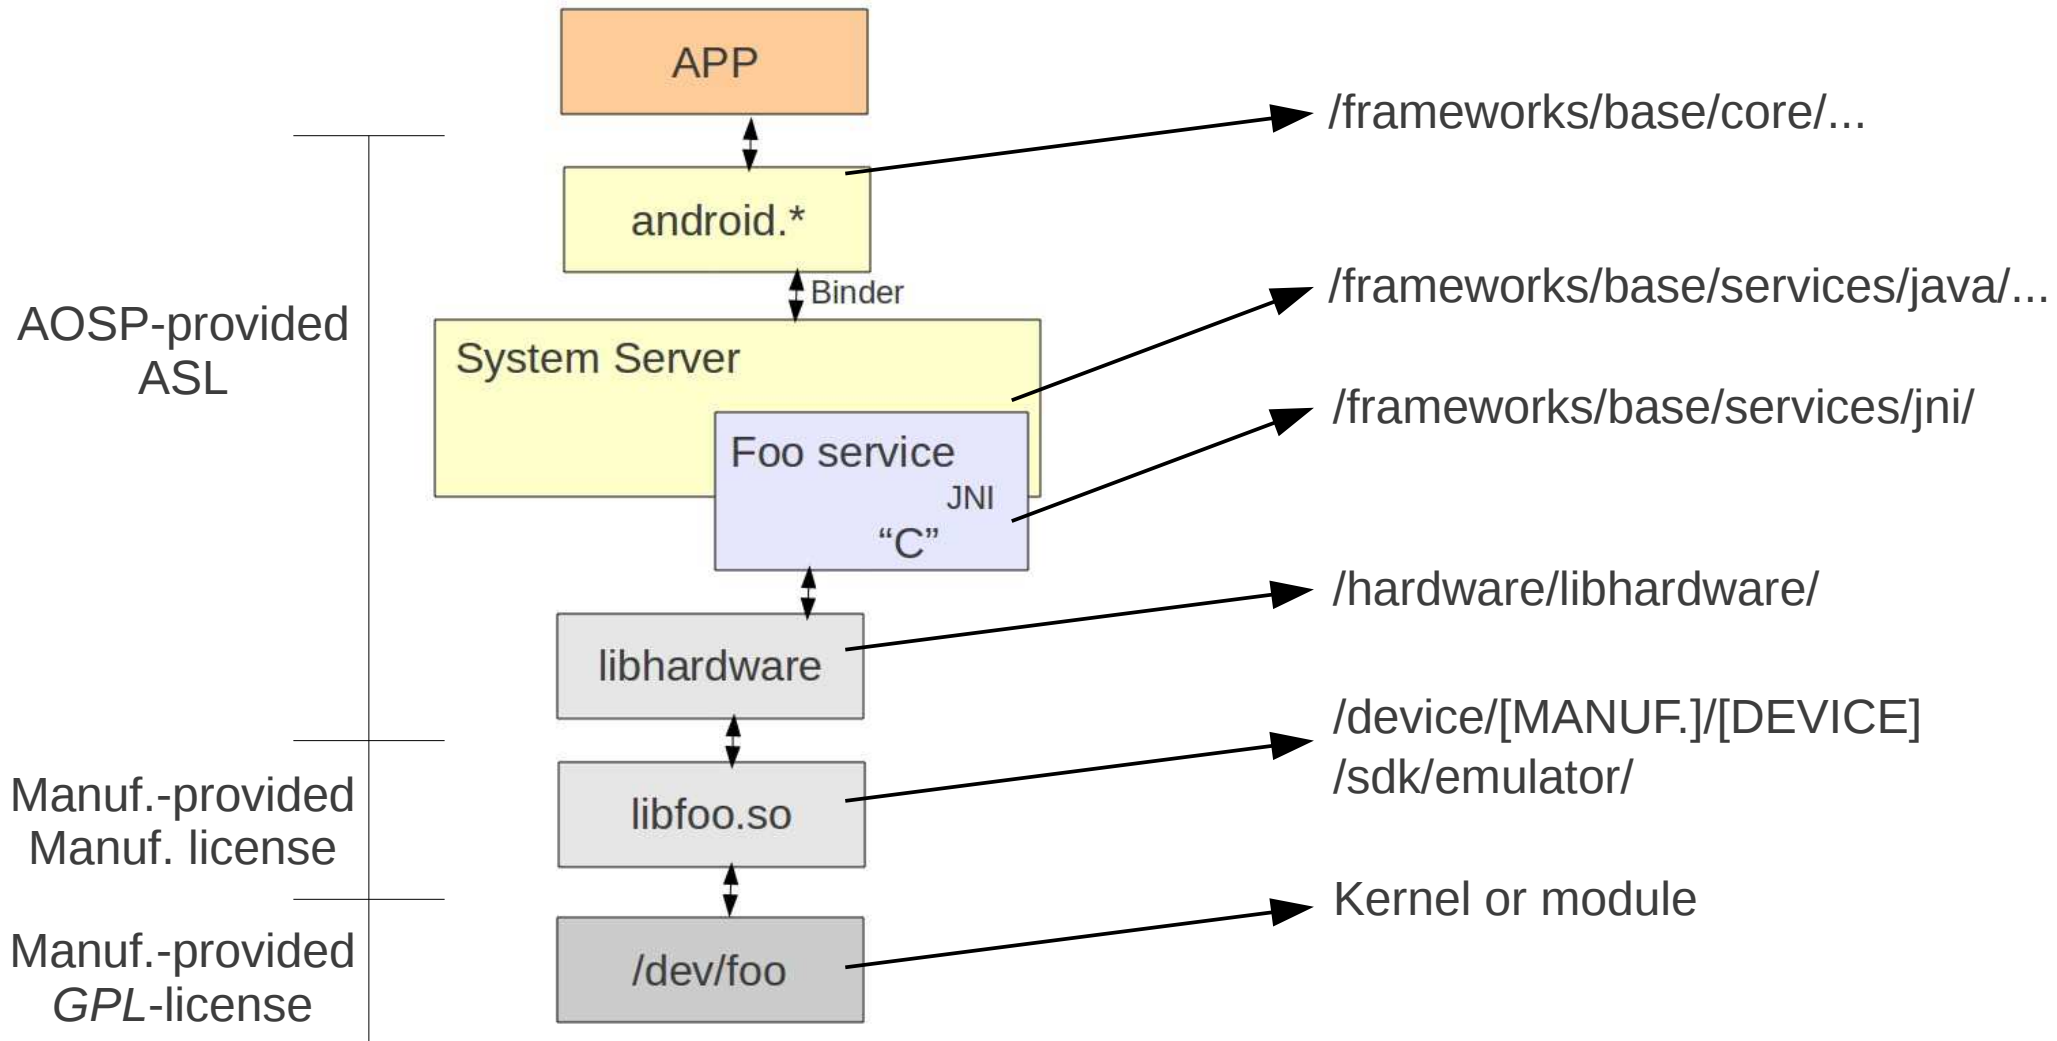 APP
/frameworks/base/core/...
android.*
Binder
/frameworks/base/services/java/...
AOSP-provided
ASL
System Server
/frameworks/base/services/jni/
Foo service
JNI
“C”
/hardware/libhardware/
libhardware
/device/[MANUF.]/[DEVICE]
/sdk/emulator/
Manuf.-provided
Manuf. license
libfoo.so
Kernel or module
Manuf.-provided
GPL-license
/dev/foo